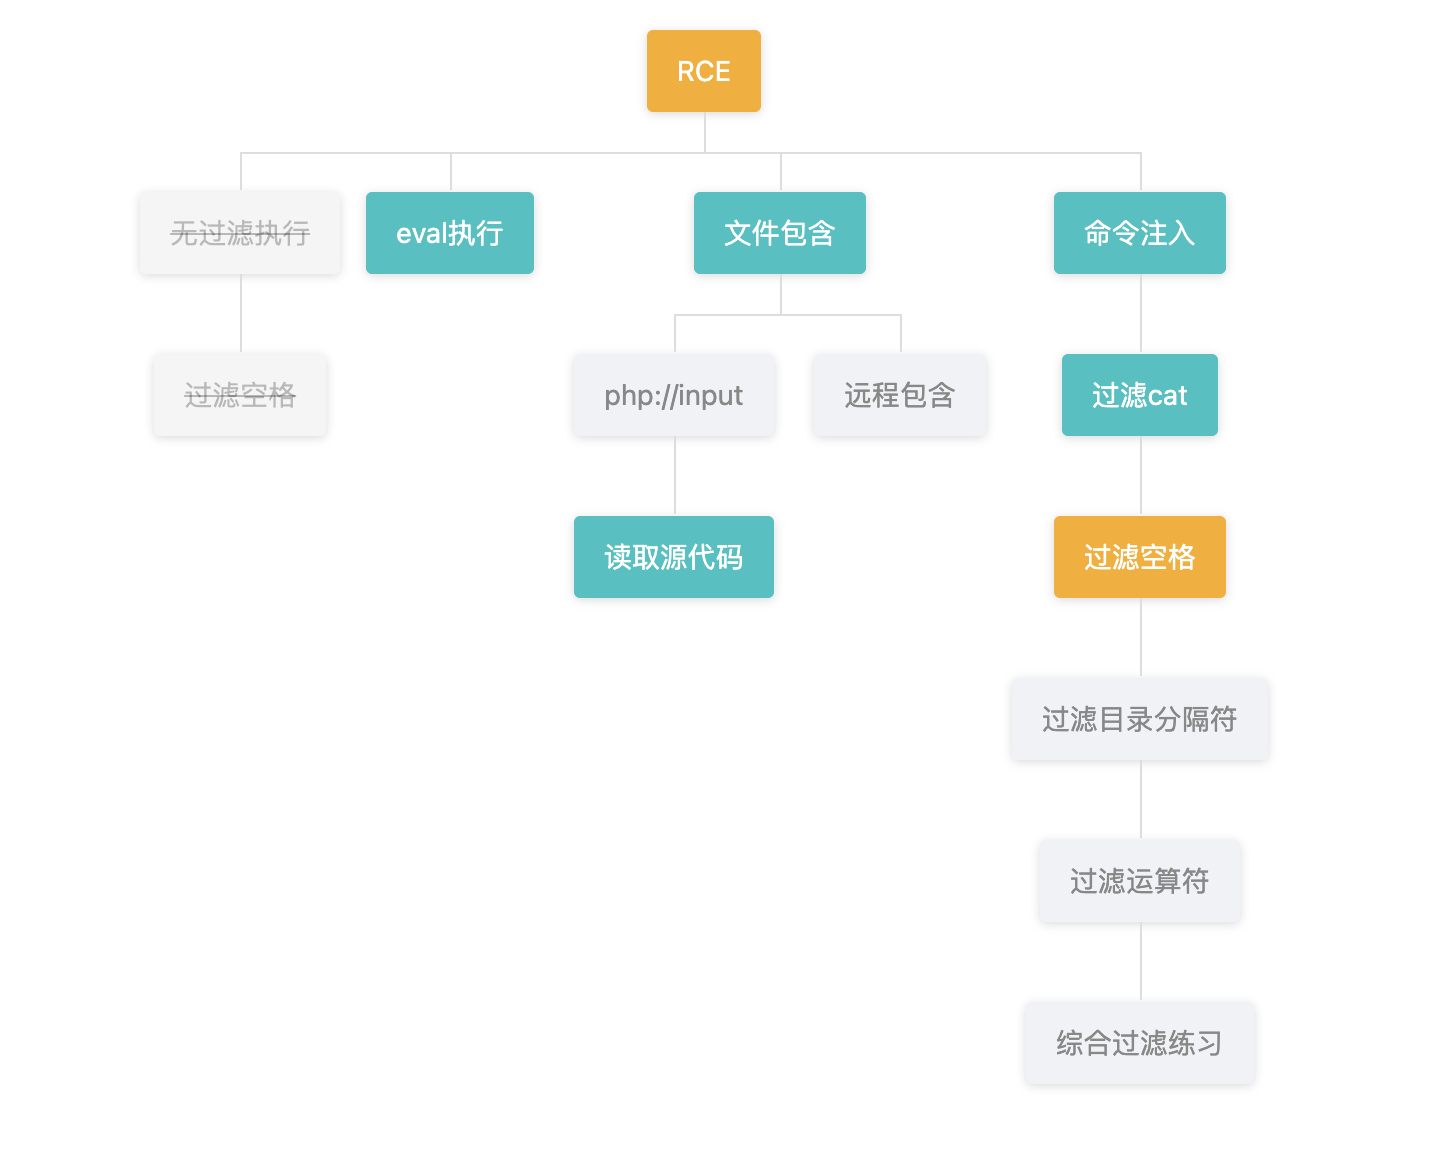 RCE
无过滤执行
eval执行
文件包含
命令注入
过滤空格
php://input
远程包含
过滤cat
读取源代码
过滤空格
过滤目录分隔符
过滤运算符
综合过滤练习